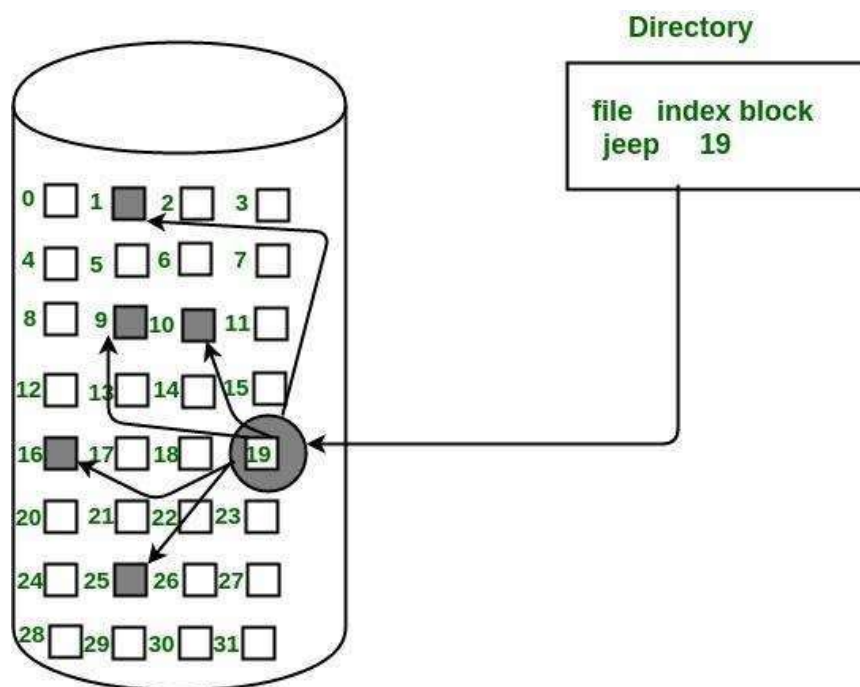 Directory
file index block
jeep 19
0 1 2 3
4 5 6 7
8 9 10 11
12 13 14 15
16 17 18 19
20 21 22 23
24 25 26 27
28 29 30 31